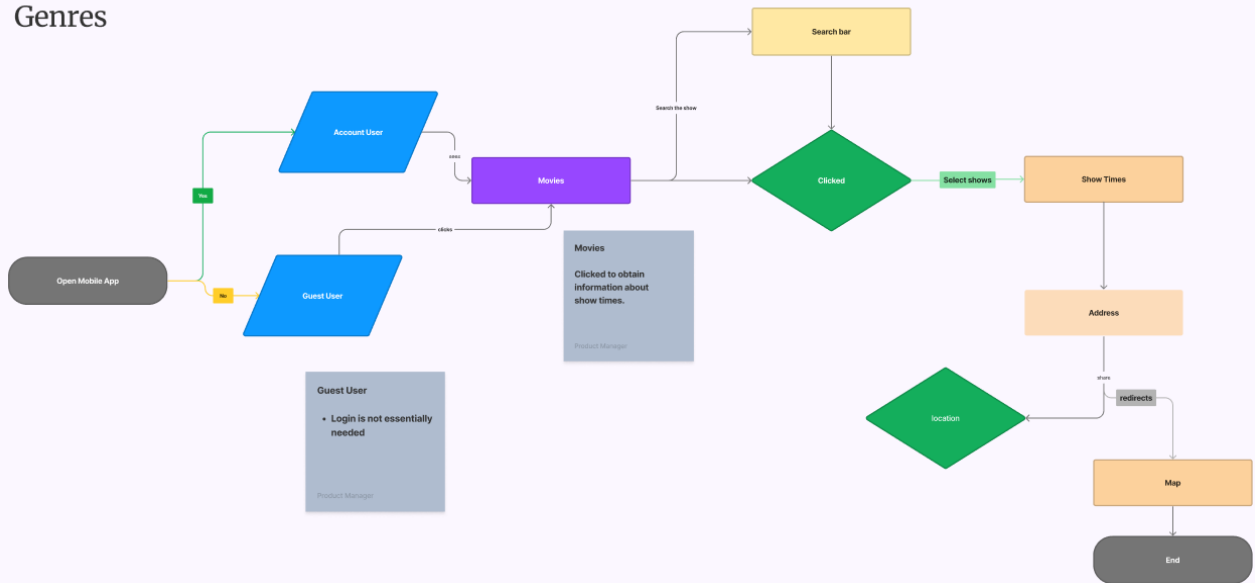 Genres
Search bar
Search the show
Account User
Yes
Movies
Clicked
Select shows
Show Times
clicks
Open Mobile App
No
Guest User
Movies
Clicked to obtain
information about
show times.
Product Manager
Address
share
redirects
location
Guest User
• Login is not essentially
needed
Product Manager
Map
End